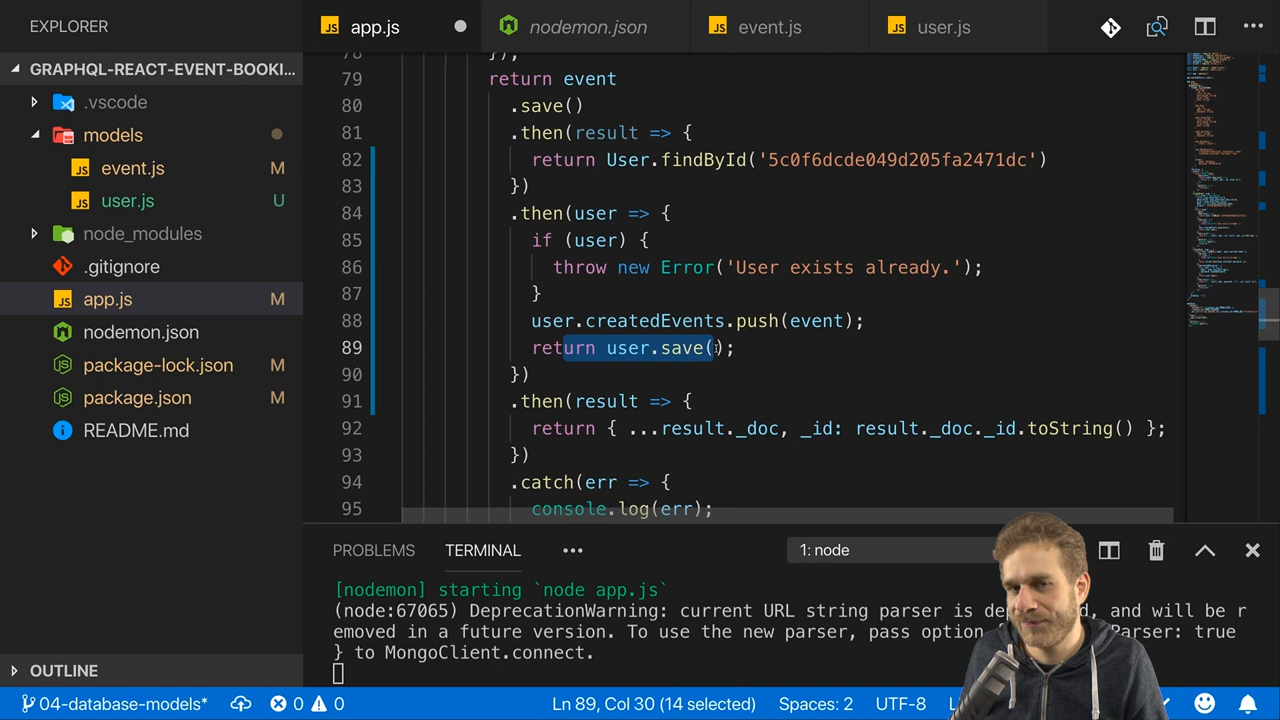 EXPLORER
app.js
nodemon.json
event.js
user.js
GRAPHQL-REACT-EVENT-BOOKI...
.vscode
models
event.js M
user.js U
node_modules
.gitignore
app.js M
nodemon.json
package-lock.json M
package.json M
README.md
OUTLINE
78 });
79 return event
80 .save()
81 .then(result => {
82 return User.findById('5c0f6dcde049d205fa2471dc')
83 })
84 .then(user => {
85 if (user) {
86 throw new Error('User exists already.');
87 }
88 user.createdEvents.push(event);
89 return user.save();
90 })
91 .then(result => {
92 return { ...result._doc, _id: result._doc._id.toString() };
93 })
94 .catch(err => {
95 console.log(err);
PROBLEMS TERMINAL ••• 1: node
[nodemon] starting `node app.js`
(node:67065) DeprecationWarning: current URL string parser is and will be r
emoved in a future version. To use the new parser, pass option Parser: true
} to MongoClient.connect.
04-database-models* 0 0 Ln 89, Col 30 (14 selected) Spaces: 2 UTF-8